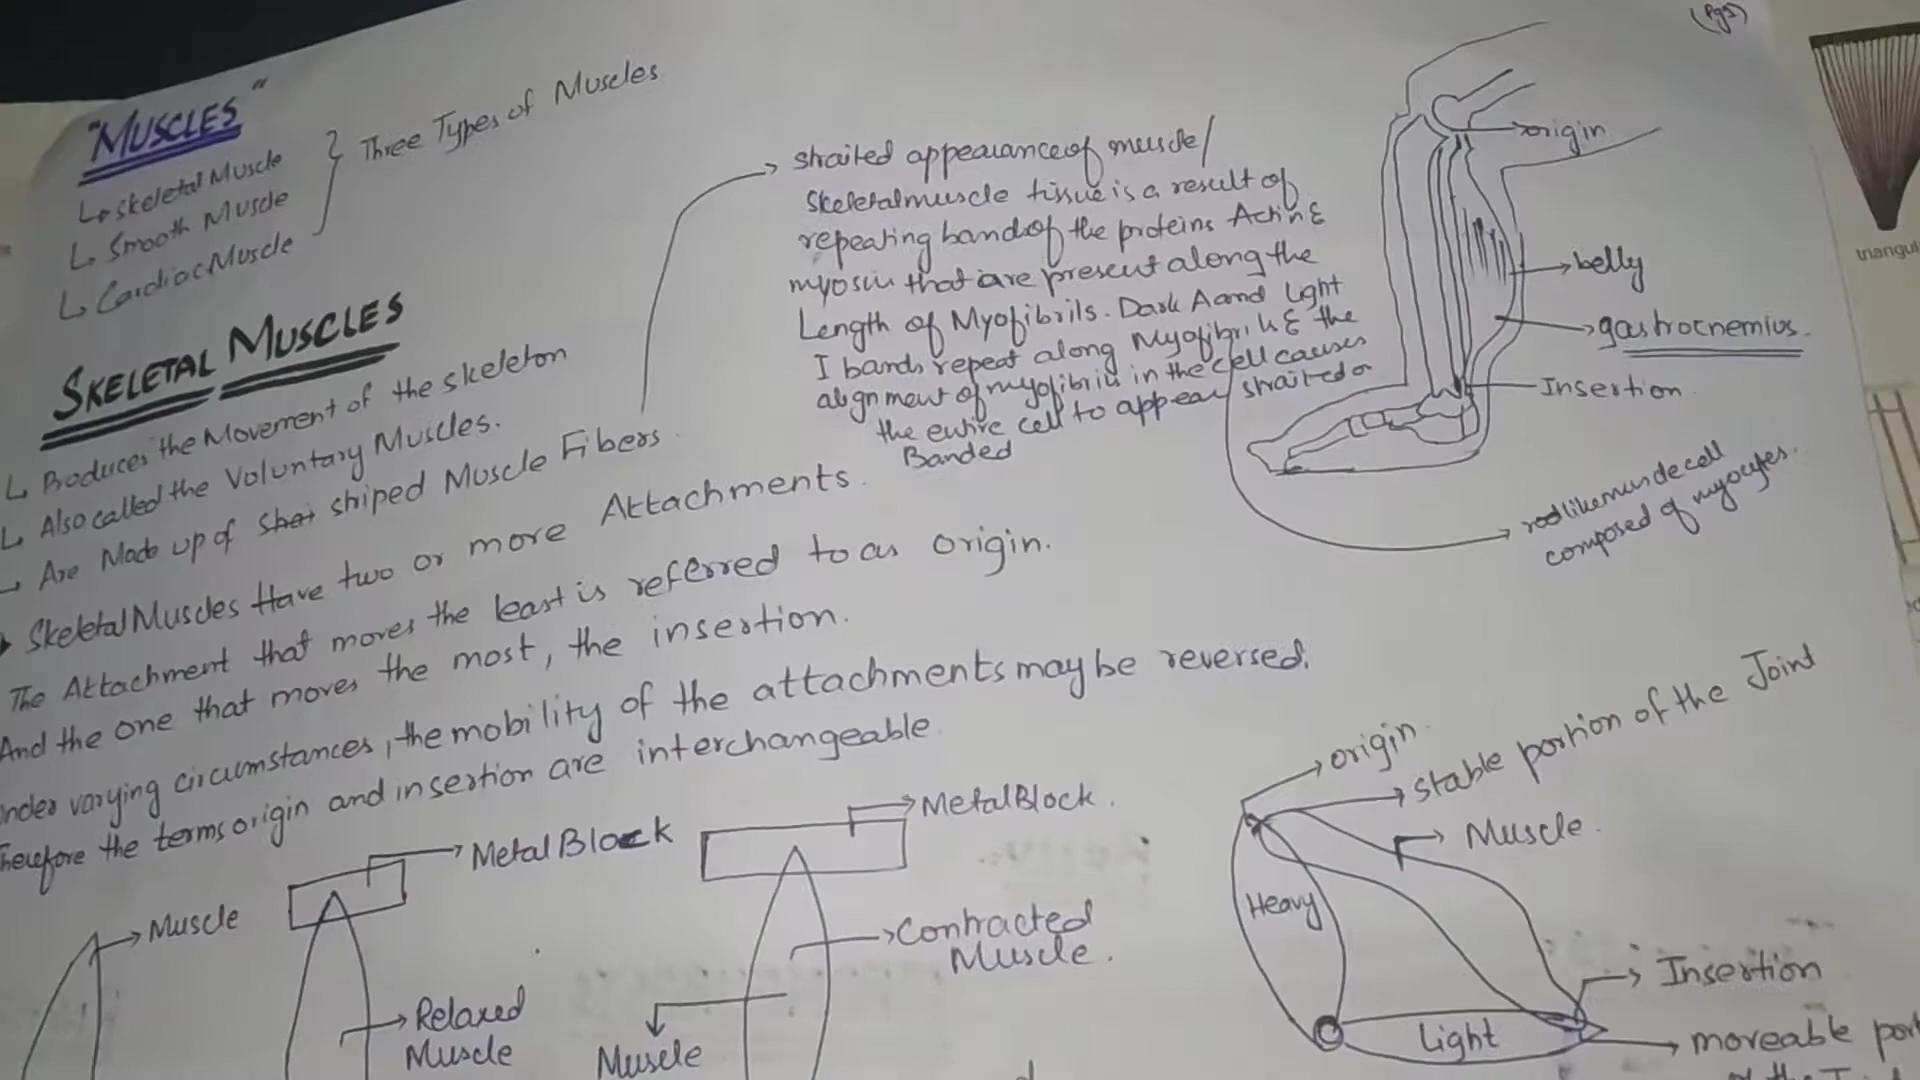 (Pg 1)
"MUSCLES"
↳ Skeletal Muscle
↳ Smooth Muscle
↳ Cardiac Muscle
Three Types of Muscles
SKELETAL MUSCLES
↳ Produces the Movement of the skeleton
↳ Also called the Voluntary Muscles.
→ Are Made up of shiped Muscle Fibers.
Skeletal Muscles Have two or more Attachments.
The Attachment that moves the least is referred to as origin.
And the one that moves the most, the insertion.
nder varying circumstances, the mobility of the attachments may be reversed.
Therefore the terms origin and insertion are interchangeable
→ straited appearance of muscle/
Skeletal muscle tissue is a result of
repeating band of the proteins Actin &
myosin that are present along the
Length of Myofibrils. Dark A and light
I bands repeat along Myofibrils & the
alignment of myofibrils in the cell causes
the entire cell to appear straited or
Banded
origin
belly
gastrocnemius
Insertion
rod like muscle cell
composed of myocytes.
Muscle
Metal Block
Relaxed
Muscle
Metal Block.
Contracted
Muscle.
Muscle
origin.
stable portion of the Joint
Muscle.
Heavy
Light
Insertion
moveable por
triangul